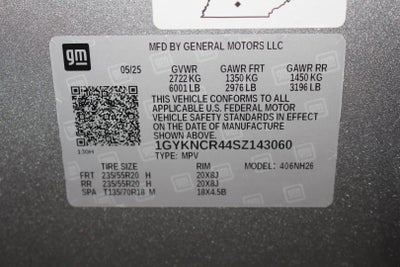 gm
MFD BY GENERAL MOTORS LLC
05/25 GVWR GAWR FRT GAWR RR
2722 KG 1350 KG 1450 KG
6001 LB 2976 LB 3196 LB
THIS VEHICLE CONFORMS TO ALL
APPLICABLE U.S. FEDERAL MOTOR
VEHICLE SAFETY STANDARDS IN EFFECT
ON THE DATE OF MANUFACTURE
SHOWN ABOVE.
1GYKNCR44SZ143060
TYPE: MPV
TIRE SIZE RIM MODEL: 406NH26
FRT 235/55R20 H 20X8J
RR 235/55R20 H 20X8J
SPA T135/70R18 M 18X4.5B